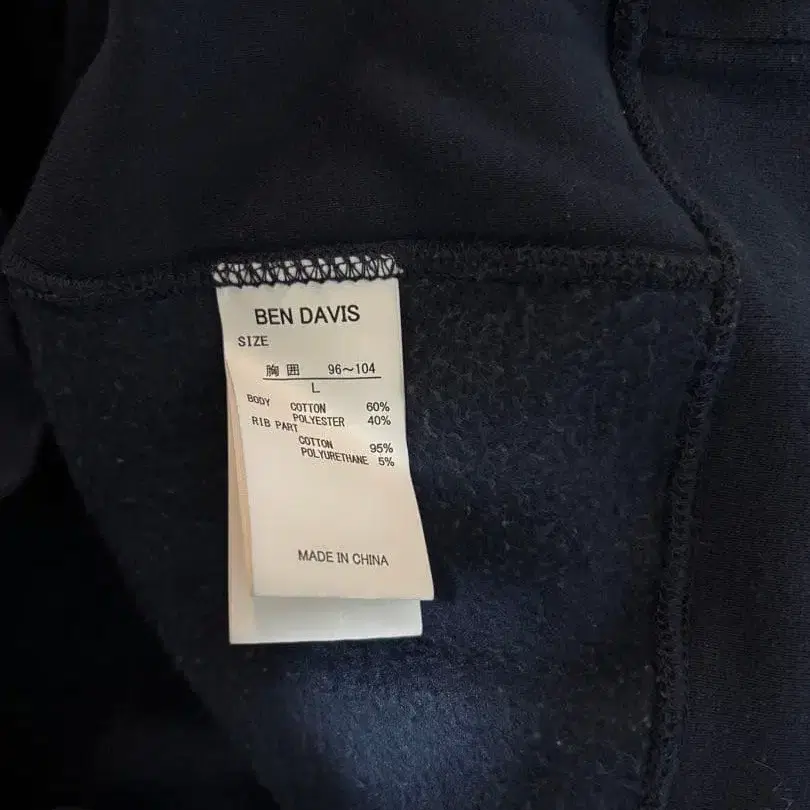 BEN DAVIS
SIZE
胸囲 96~104
L
BODY COTTON 60%
POLYESTER 40%
RIB PART
COTTON 95%
POLYURETHANE 5%
MADE IN CHINA